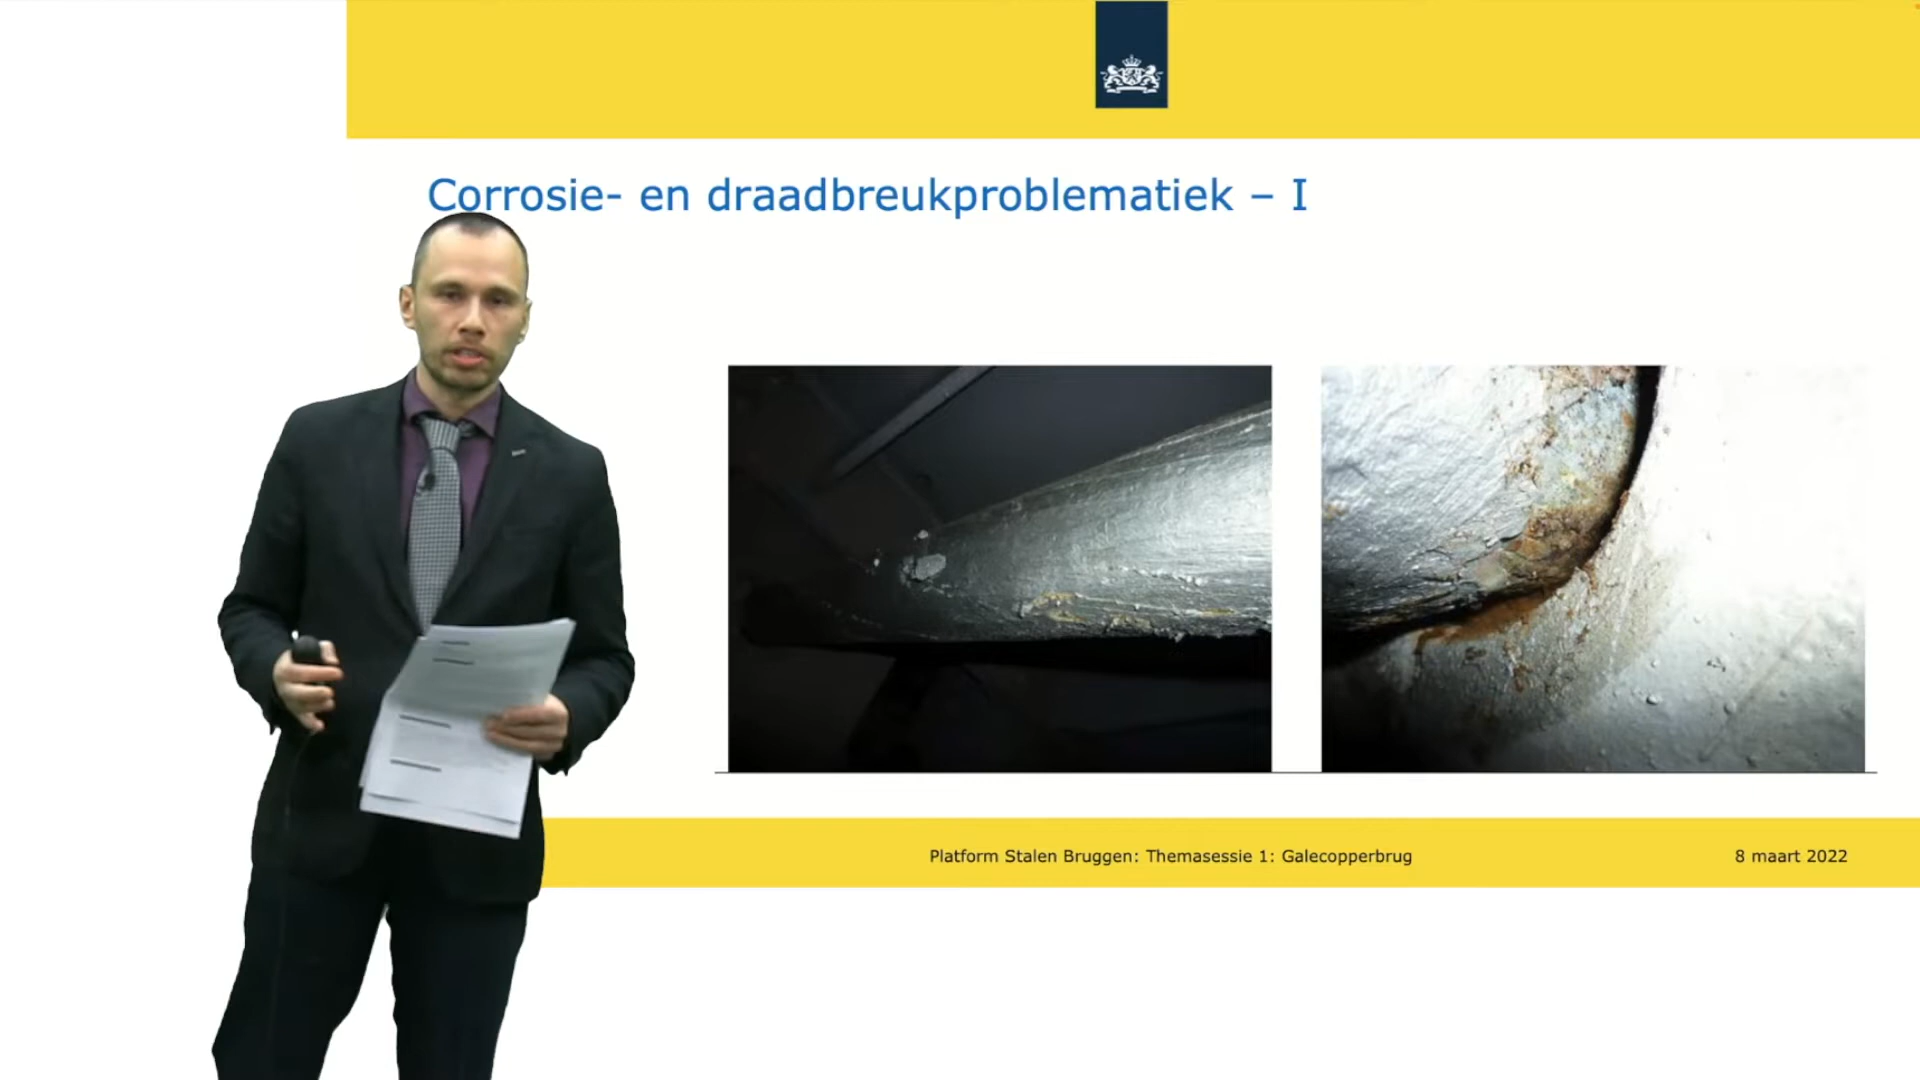 Corrosie- en draadbreukproblematiek – I
Platform Stalen Bruggen: Themasessie 1: Galecopperbrug
8 maart 2022